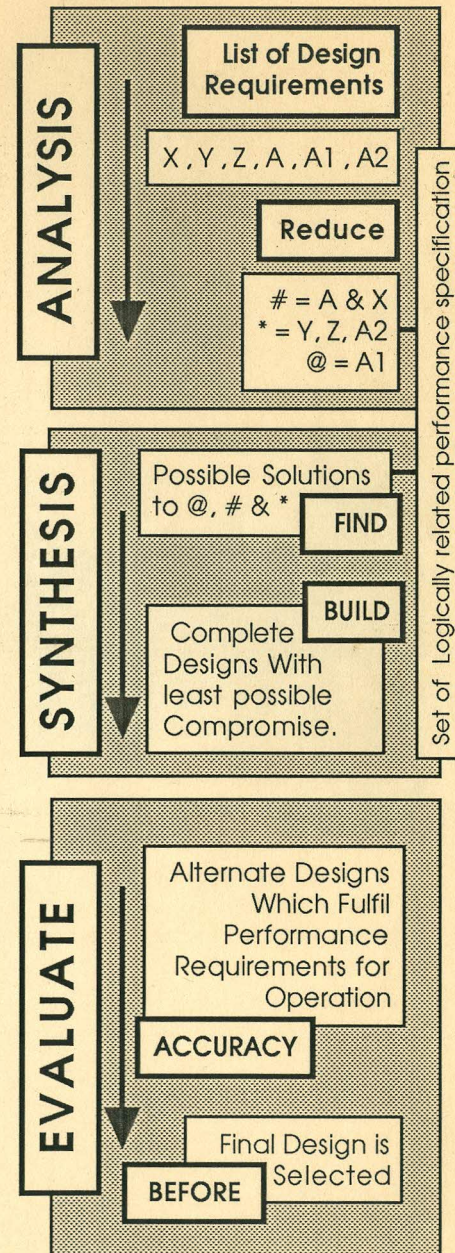 ANALYSIS
List of Design
Requirements
X , Y , Z , A , A1 , A2
Reduce
# = A & X
* = Y, Z, A2
@ = A1
Set of Logically related performance specification
SYNTHESIS
Possible Solutions
to @, # & *
FIND
BUILD
Complete
Designs With
least possible
Compromise.
EVALUATE
Alternate Designs
Which Fulfil
Performance
Requirements for
Operation
ACCURACY
Final Design is
Selected
BEFORE